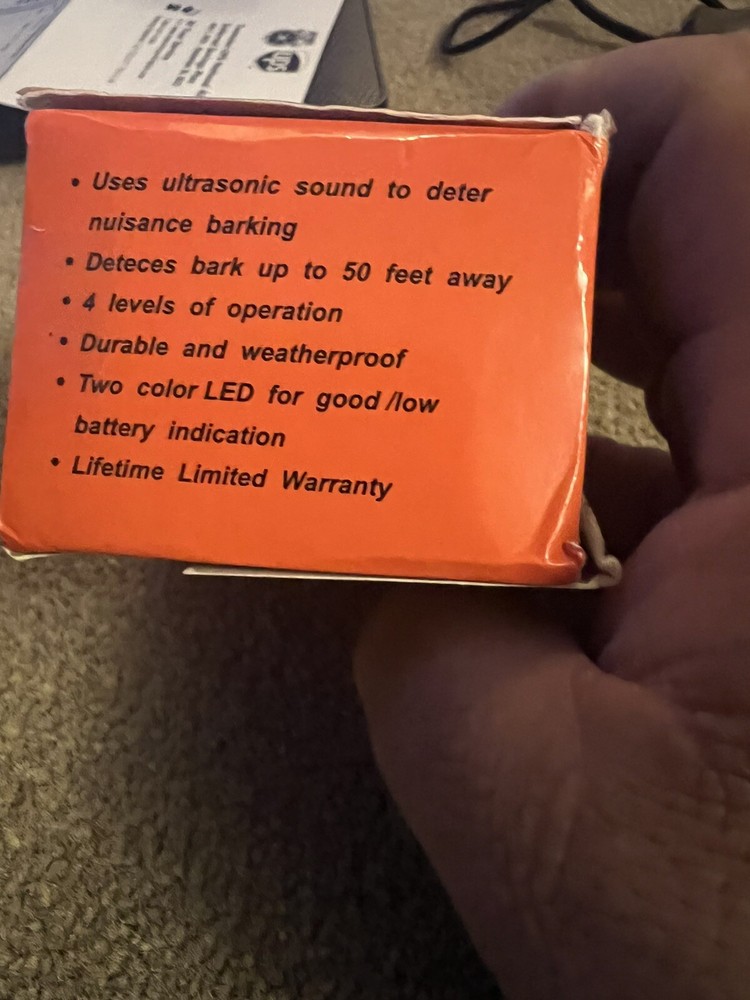 • Uses ultrasonic sound to deter
nuisance barking
• Deteces bark up to 50 feet away
• 4 levels of operation
• Durable and weatherproof
• Two color LED for good /low
battery indication
• Lifetime Limited Warranty